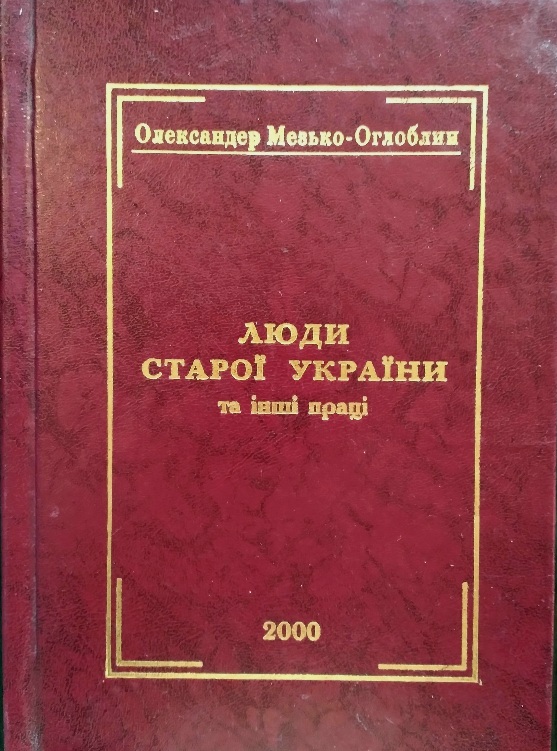 Олександер Мезько-Оглоблин
ЛЮДИ
СТАРОЇ УКРАЇНИ
та інші праці
2000